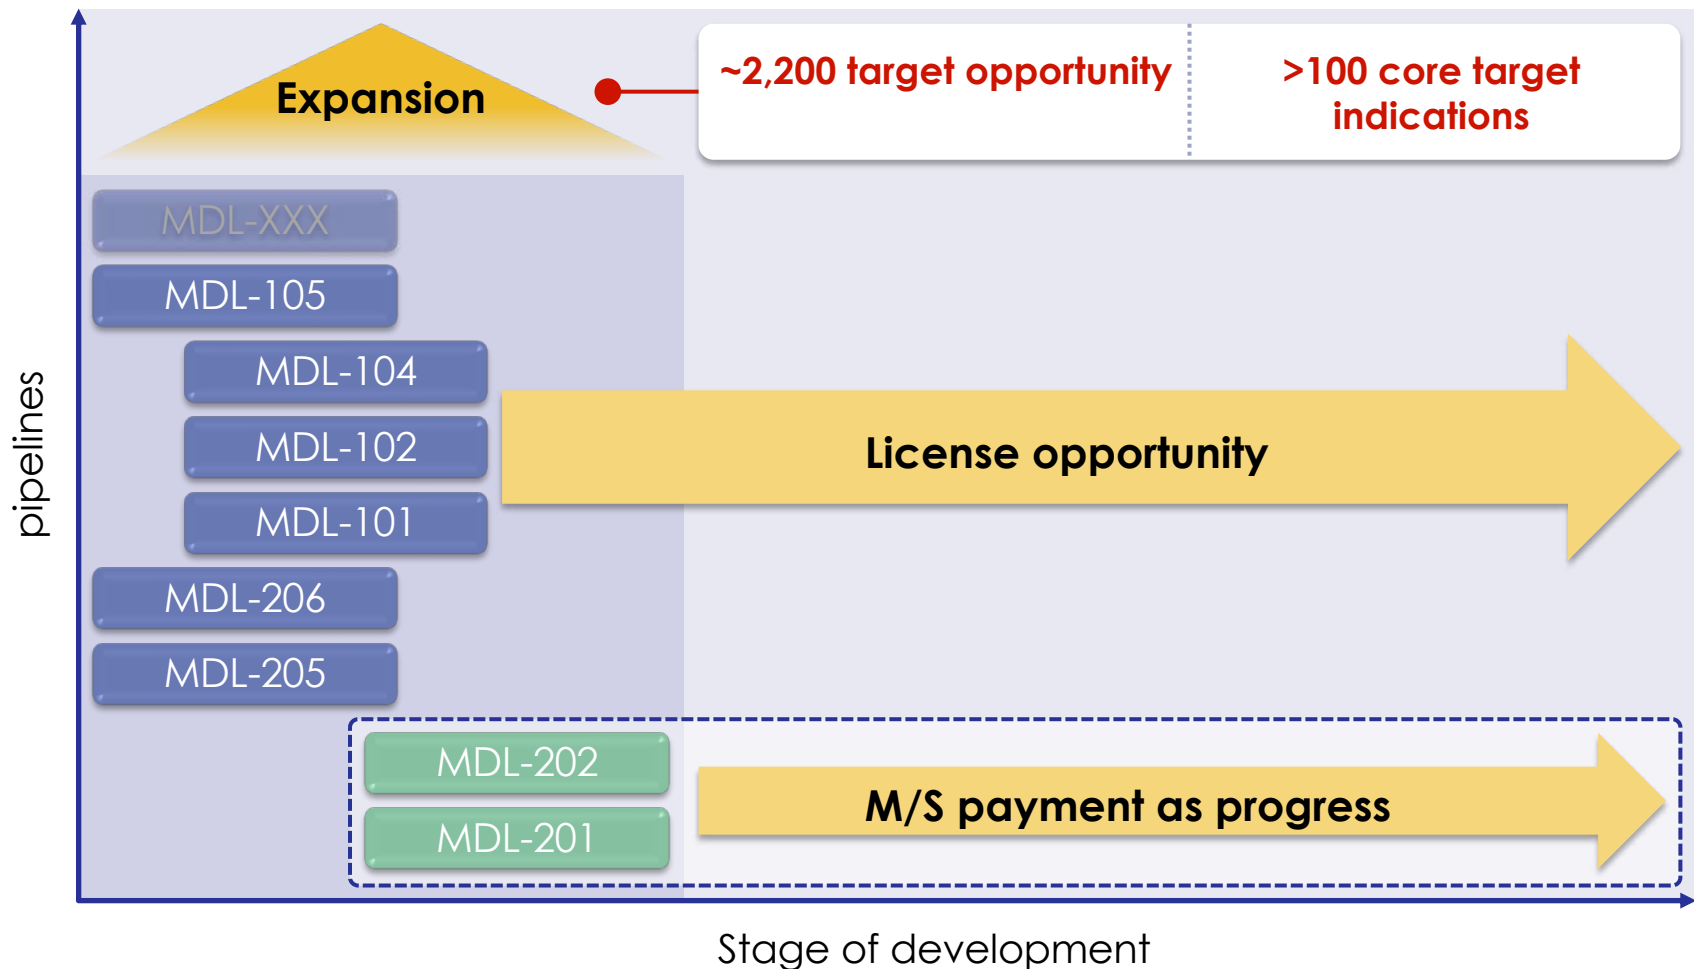 Expansion
~2,200 target opportunity
>100 core target
indications
MDL-XXX
MDL-105
MDL-104
MDL-102
MDL-101
MDL-206
MDL-205
MDL-202
MDL-201
License opportunity
M/S payment as progress
pipelines
Stage of development